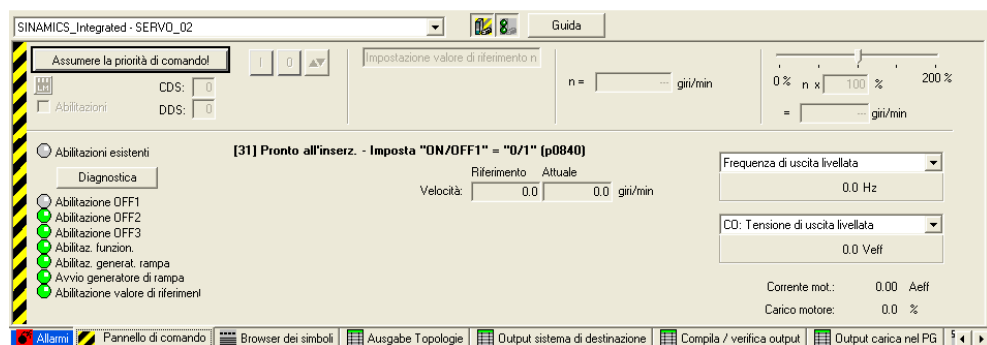 SINAMICS_Integrated - SERVO_02
Guida
Assumere la priorità di comando!
I 0
Impostazione valore di riferimento n
n = --- giri/min
0 % n x 100 % 200 %
= --- giri/min
CDS: 0
Abilitazioni
DDS: 0
Abilitazioni esistenti
[31] Pronto all'inserz. - Imposta "ON/OFF1" = "0/1" (p0840)
Diagnostica
Riferimento Attuale
Velocità: 0.0 0.0 giri/min
Frequenza di uscita livellata
0.0 Hz
Abilitazione OFF1
Abilitazione OFF2
Abilitazione OFF3
Abilitaz. funzion.
Abilitaz. generat. rampa
Avvio generatore di rampa
Abilitazione valore di riferiment
CO: Tensione di uscita livellata
0.0 Veff
Corrente mot.: 0.00 Aeff
Carico motore: 0.0 %
Allarmi Pannello di comando Browser dei simboli Ausgabe Topologie Output sistema di destinazione Compila / verifica output Output carica nel PG